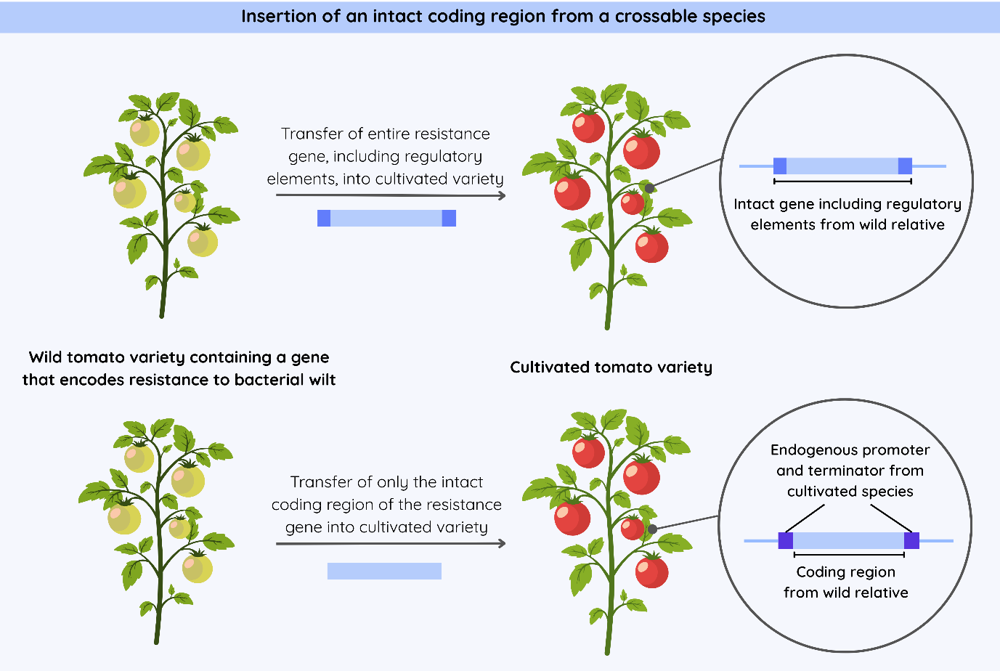 Insertion of an intact coding region from a crossable species
Transfer of entire resistance
gene, including regulatory
elements, into cultivated variety
Intact gene including regulatory
elements from wild relative
Wild tomato variety containing a gene
that encodes resistance to bacterial wilt
Cultivated tomato variety
Transfer of only the intact
coding region of the resistance
gene into cultivated variety
Endogenous promoter
and terminator from
cultivated species
Coding region
from wild relative